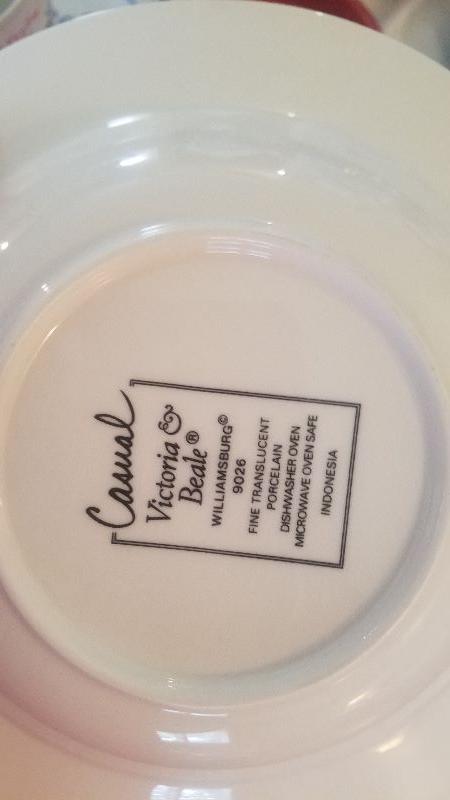 Casual
Victoria &
Beale®
WILLIAMSBURG©
9026
FINE TRANSLUCENT
PORCELAIN
DISHWASHER OVEN
MICROWAVE OVEN SAFE
INDONESIA